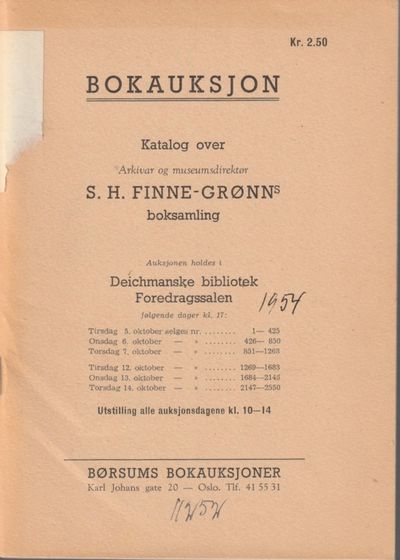 Kr. 2.50
BOKAUKSJON
Katalog over
Arkivar og museumsdirektør
S. H. FINNE-GRØNNS
boksamling
Auksjonen holdes i
Deichmanske bibliotek
Foredragssalen
1954
følgende dager kl. 17:
Tirsdag 5. oktober selges nr. ........ 1— 425
Onsdag 6. oktober — » ........ 426— 850
Torsdag 7. oktober — » ........ 851—1263
Tirsdag 12. oktober — » ........ 1269—1683
Onsdag 13. oktober — » ........ 1684—2145
Torsdag 14. oktober — » ........ 2147—2550
Utstilling alle auksjonsdagene kl. 10—14
BØRSUMS BOKAUKSJONER
Karl Johans gate 20 — Oslo. Tlf. 41 55 31